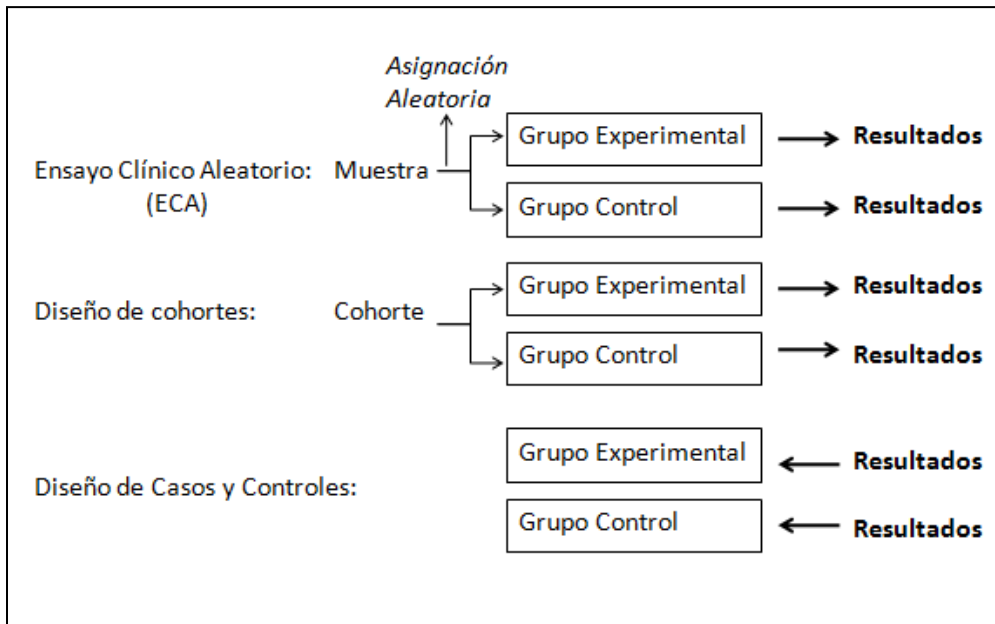 Asignación
Aleatoria
Grupo Experimental
Resultados
Ensayo Clínico Aleatorio:
(ECA)
Muestra
Grupo Control
Resultados
Grupo Experimental
Resultados
Diseño de cohortes:
Cohorte
Grupo Control
Resultados
Grupo Experimental
Resultados
Diseño de Casos y Controles:
Grupo Control
Resultados